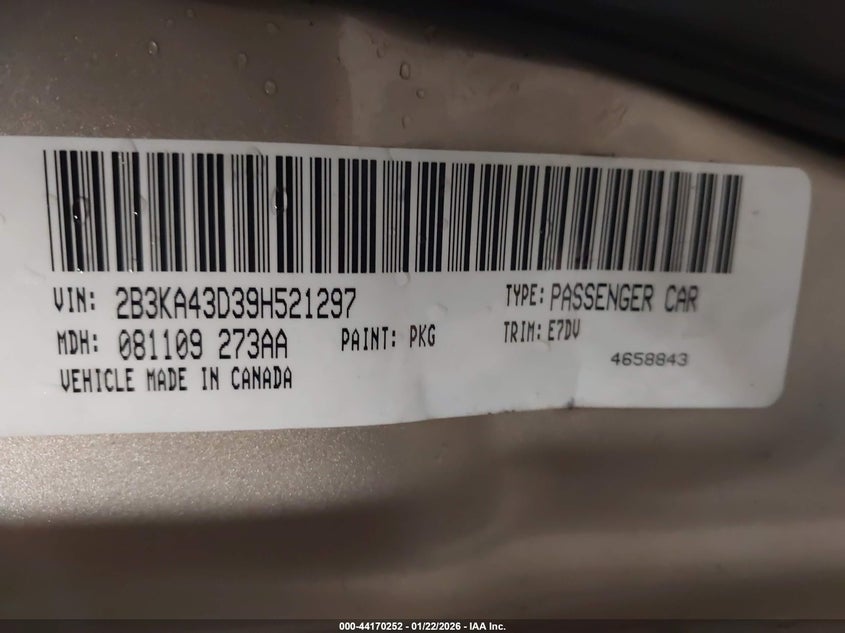 VIN: 2B3KA43D39H521297 TYPE: PASSENGER CAR
MDH: 081109 273AA PAINT: PKG TRIM: E7DV
VEHICLE MADE IN CANADA 4658843
000-44170252 - 01/22/2026 - IAA Inc.